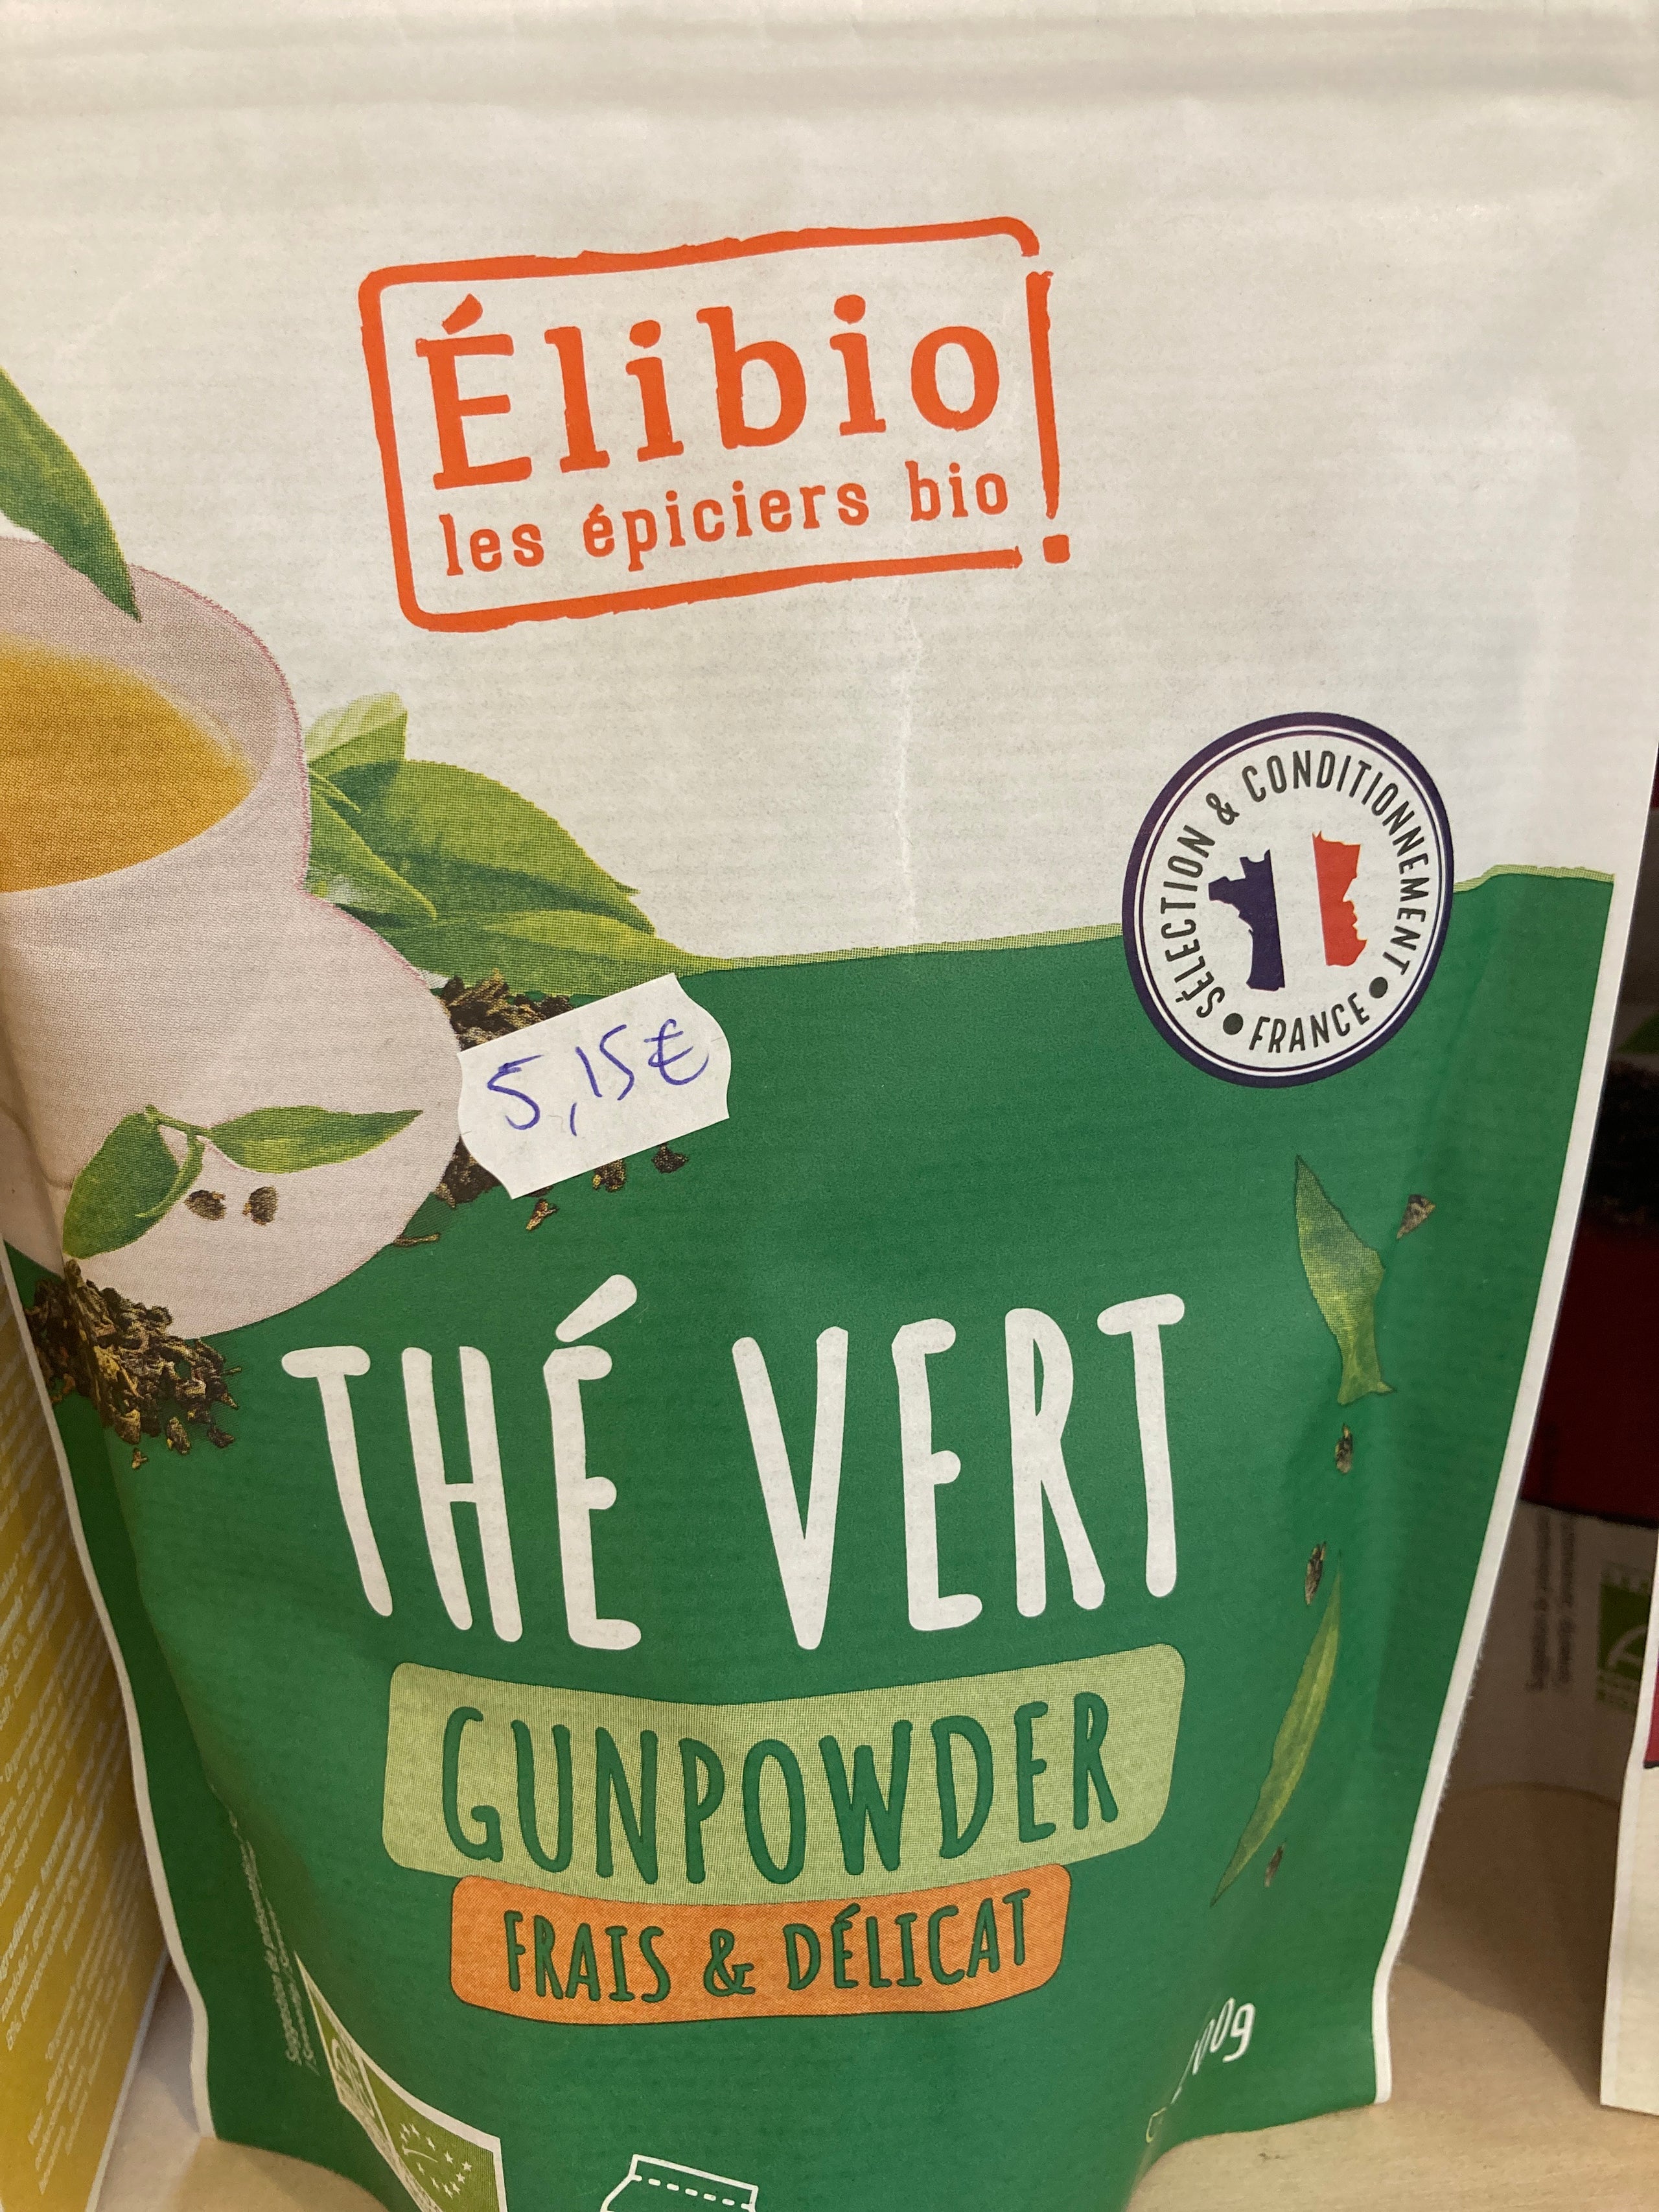 Élibio
les épiciers bio
SÉLECTION & CONDITIONNEMENT
• FRANCE •
5,15€
THÉ VERT
GUNPOWDER
FRAIS & DÉLICAT